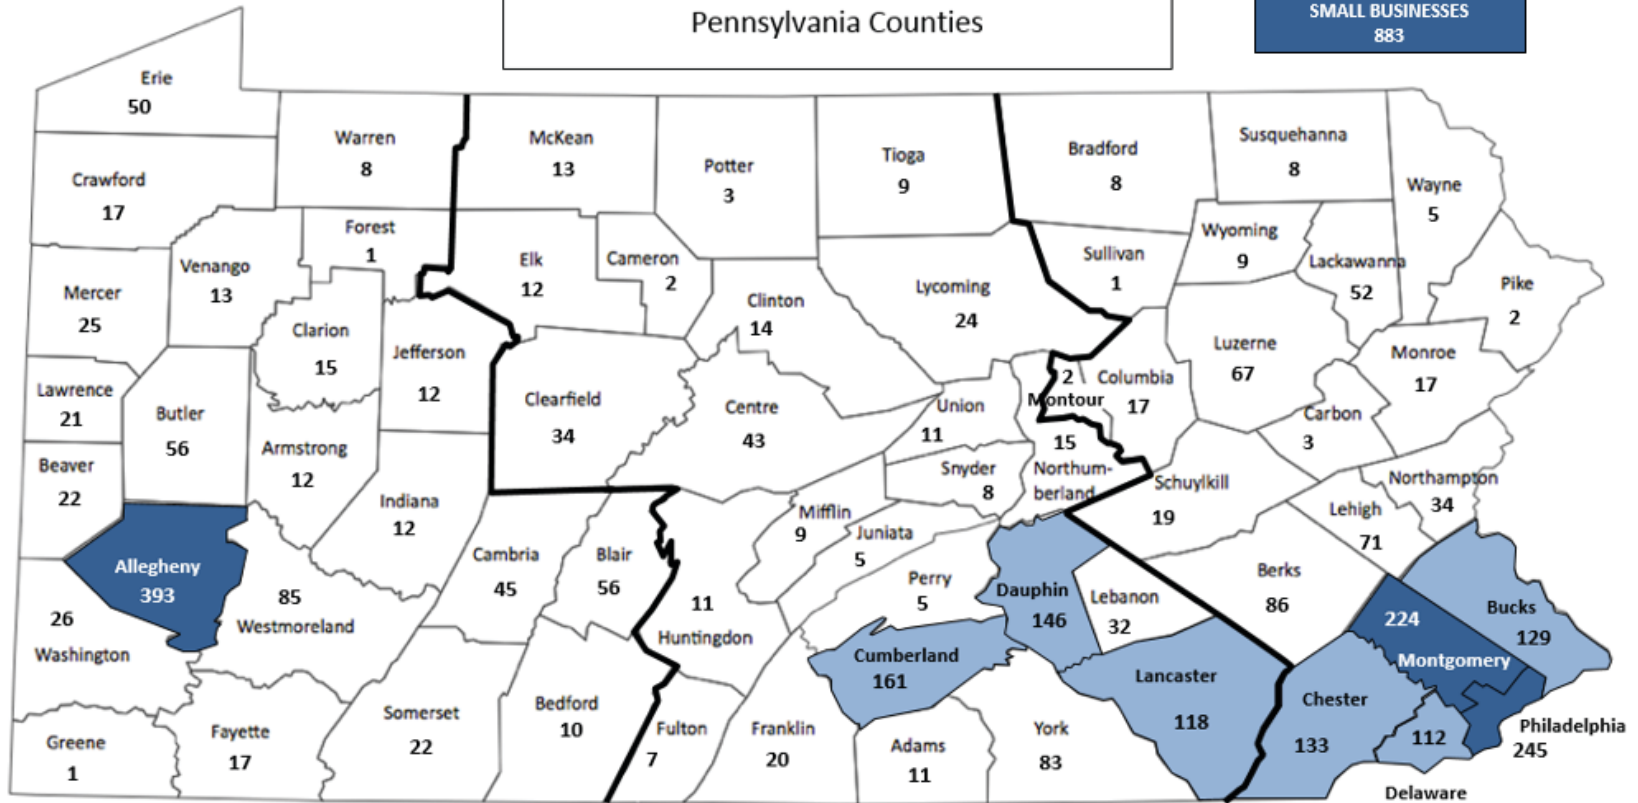 Pennsylvania Counties
SMALL BUSINESSES
883
Erie
50
Warren
8
McKean
13
Potter
3
Tioga
9
Bradford
8
Susquehanna
8
Wayne
5
Crawford
17
Forest
1
Venango
13
Elk
12
Cameron
2
Clinton
14
Lycoming
24
Sullivan
1
Wyoming
9
Lackawanna
52
Pike
2
Mercer
25
Clarion
15
Jefferson
12
Clearfield
34
Centre
43
Union
11
2
Montour
Columbia
17
Luzerne
67
Monroe
17
Carbon
3
Lawrence
21
Butler
56
Armstrong
12
Beaver
22
Indiana
12
Snyder
8
15
Northum-
berland
Schuylkill
19
Northampton
34
Lehigh
71
Mifflin
9
Juniata
5
Allegheny
393
85
Westmoreland
Cambria
45
Blair
56
11
Huntingdon
Perry
5
Dauphin
146
Lebanon
32
Berks
86
224
Montgomery
Bucks
129
26
Washington
Cumberland
161
Lancaster
118
Chester
133
112
Delaware
Philadelphia
245
Greene
1
Fayette
17
Somerset
22
Bedford
10
Fulton
7
Franklin
20
Adams
11
York
83